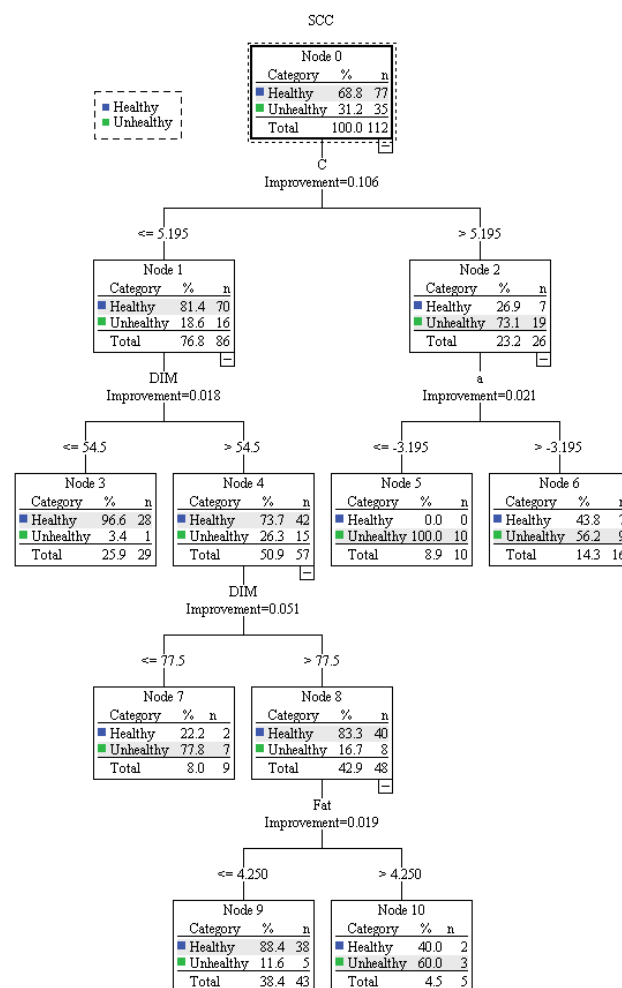 SCC
Healthy
Unhealthy
Node 0
Category % n
Healthy 68.8 77
Unhealthy 31.2 35
Total 100.0 112
C
Improvement=0.106
<= 5.195
> 5.195
Node 1
Category % n
Healthy 81.4 70
Unhealthy 18.6 16
Total 76.8 86
Node 2
Category % n
Healthy 26.9 7
Unhealthy 73.1 19
Total 23.2 26
DIM
Improvement=0.018
a
Improvement=0.021
<= 54.5
> 54.5
<= -3.195
> -3.195
Node 3
Category % n
Healthy 96.6 28
Unhealthy 3.4 1
Total 25.9 29
Node 4
Category % n
Healthy 73.7 42
Unhealthy 26.3 15
Total 50.9 57
Node 5
Category % n
Healthy 0.0 0
Unhealthy 100.0 10
Total 8.9 10
Node 6
Category % n
Healthy 43.8 7
Unhealthy 56.2 9
Total 14.3 16
DIM
Improvement=0.051
<= 77.5
> 77.5
Node 7
Category % n
Healthy 22.2 2
Unhealthy 77.8 7
Total 8.0 9
Node 8
Category % n
Healthy 83.3 40
Unhealthy 16.7 8
Total 42.9 48
Fat
Improvement=0.019
<= 4.250
> 4.250
Node 9
Category % n
Healthy 88.4 38
Unhealthy 11.6 5
Total 38.4 43
Node 10
Category % n
Healthy 40.0 2
Unhealthy 60.0 3
Total 4.5 5